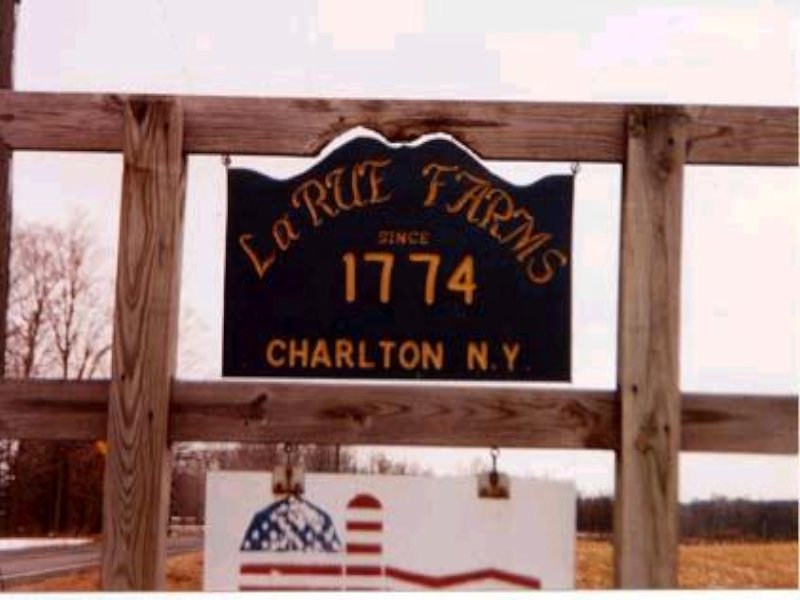 LaRUE FARMS
SINCE
1774
CHARLTON N.Y.